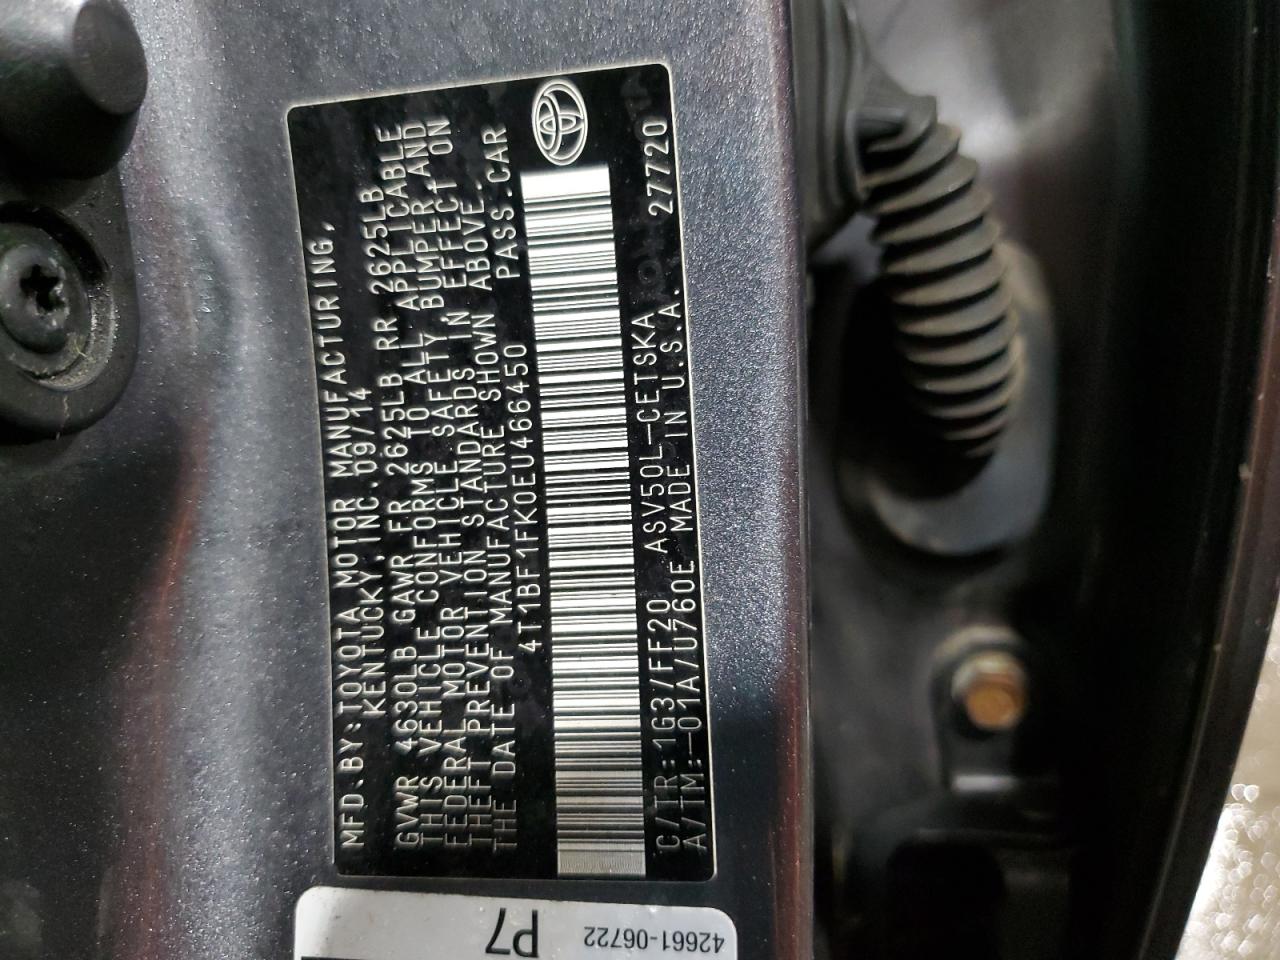 MFD.BY:TOYOTA MOTOR MANUFACTURING,
KENTUCKY,INC.09/14
GVWR 4630LB GAWR FR 2625LB RR 2625LB
THIS VEHICLE CONFORMS TO ALL APPLICABLE
FEDERAL MOTOR VEHICLE SAFETY,BUMPER,AND
THEFT PREVENTION STANDARDS IN EFFECT ON
THE DATE OF MANUFACTURE SHOWN ABOVE.
4T1BF1FK0EU466450 PASS.CAR
C/TR:1G3/FF20 ASV50L-CETSKA 27720
A/TM:-01A/U760E MADE IN U.S.A.
P7
42661-06722